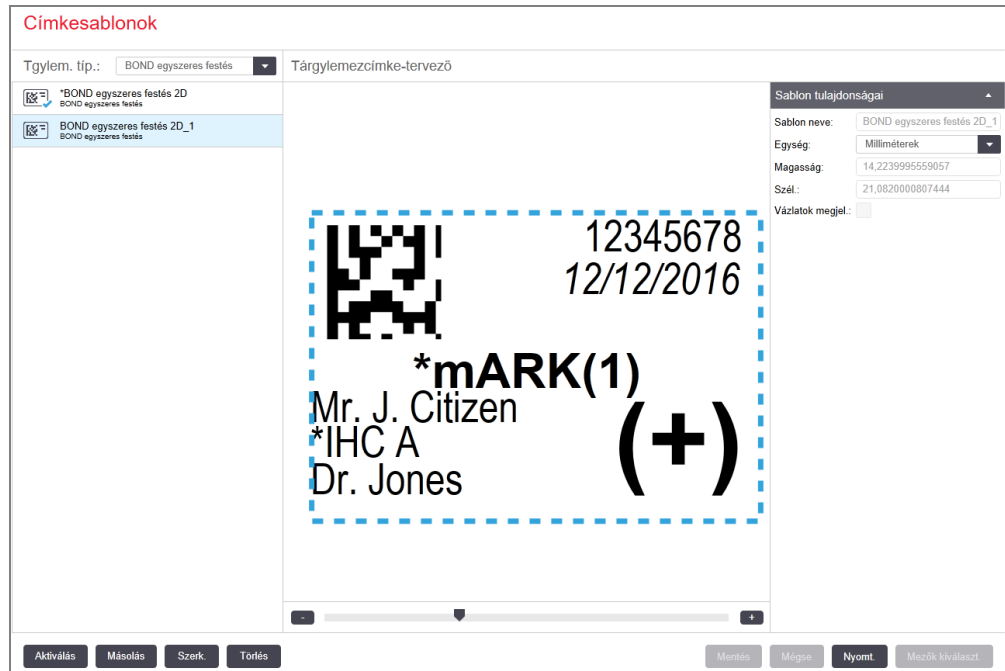 Címkesablonok
Tgylem. típ.: BOND egyszeres festés
Tárgylemezcímke-tervező
*BOND egyszeres festés 2D
BOND egyszeres festés
BOND egyszeres festés 2D_1
BOND egyszeres festés
12345678
12/12/2016
*mARK(1)
Mr. J. Citizen
*IHC A
Dr. Jones
(+)
Sablon tulajdonságai
Sablon neve: BOND egyszeres festés 2D_1
Egység: Milliméterek
Magasság: 14,2239995559057
Szél.: 21,0820000807444
Vázlatok megjel.:
- +
Aktiválás Másolás Szerk. Törlés Mentés Mégse Nyomt. Mezők kiválaszt